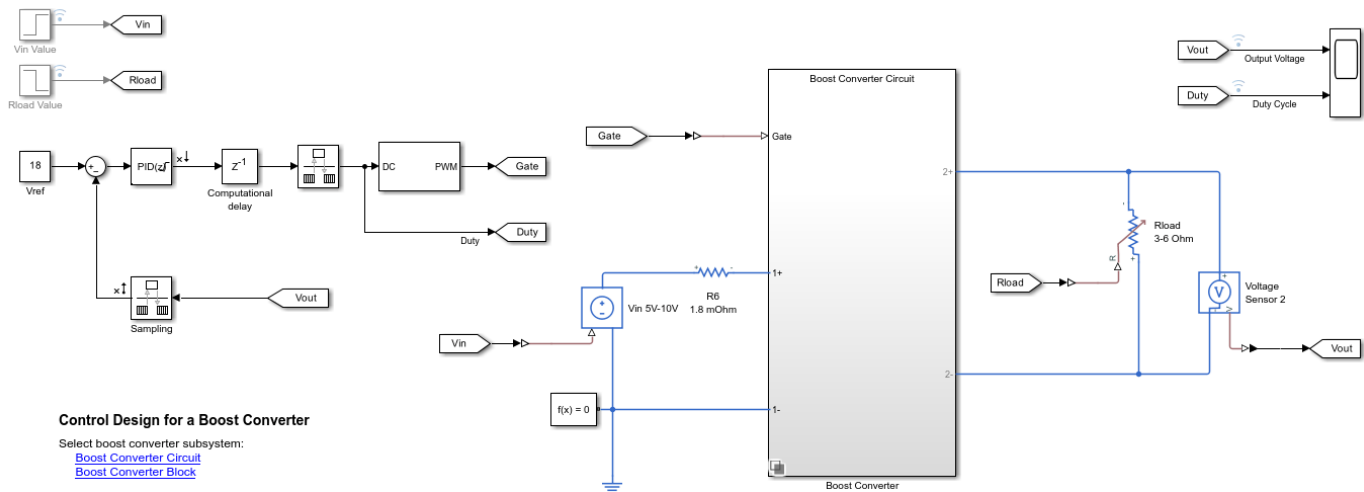 Vin
Vin Value
Rload
Rload Value
Vout
Output Voltage
Duty
Duty Cycle
Boost Converter Circuit
Gate
Gate
18
Vref
+
-
PID(z)
Z-1
Computational
delay
DC
PWM
Gate
Duty
Duty
Vout
Sampling
2+
-
+
R
Rload
3-6 Ohm
Rload
+
V
V
Voltage
Sensor 2
Vout
2-
+
-
R6
1.8 mOhm
1+
+
-
Vin 5V-10V
Vin
f(x) = 0
1-
Boost Converter
Control Design for a Boost Converter
Select boost converter subsystem:
Boost Converter Circuit
Boost Converter Block